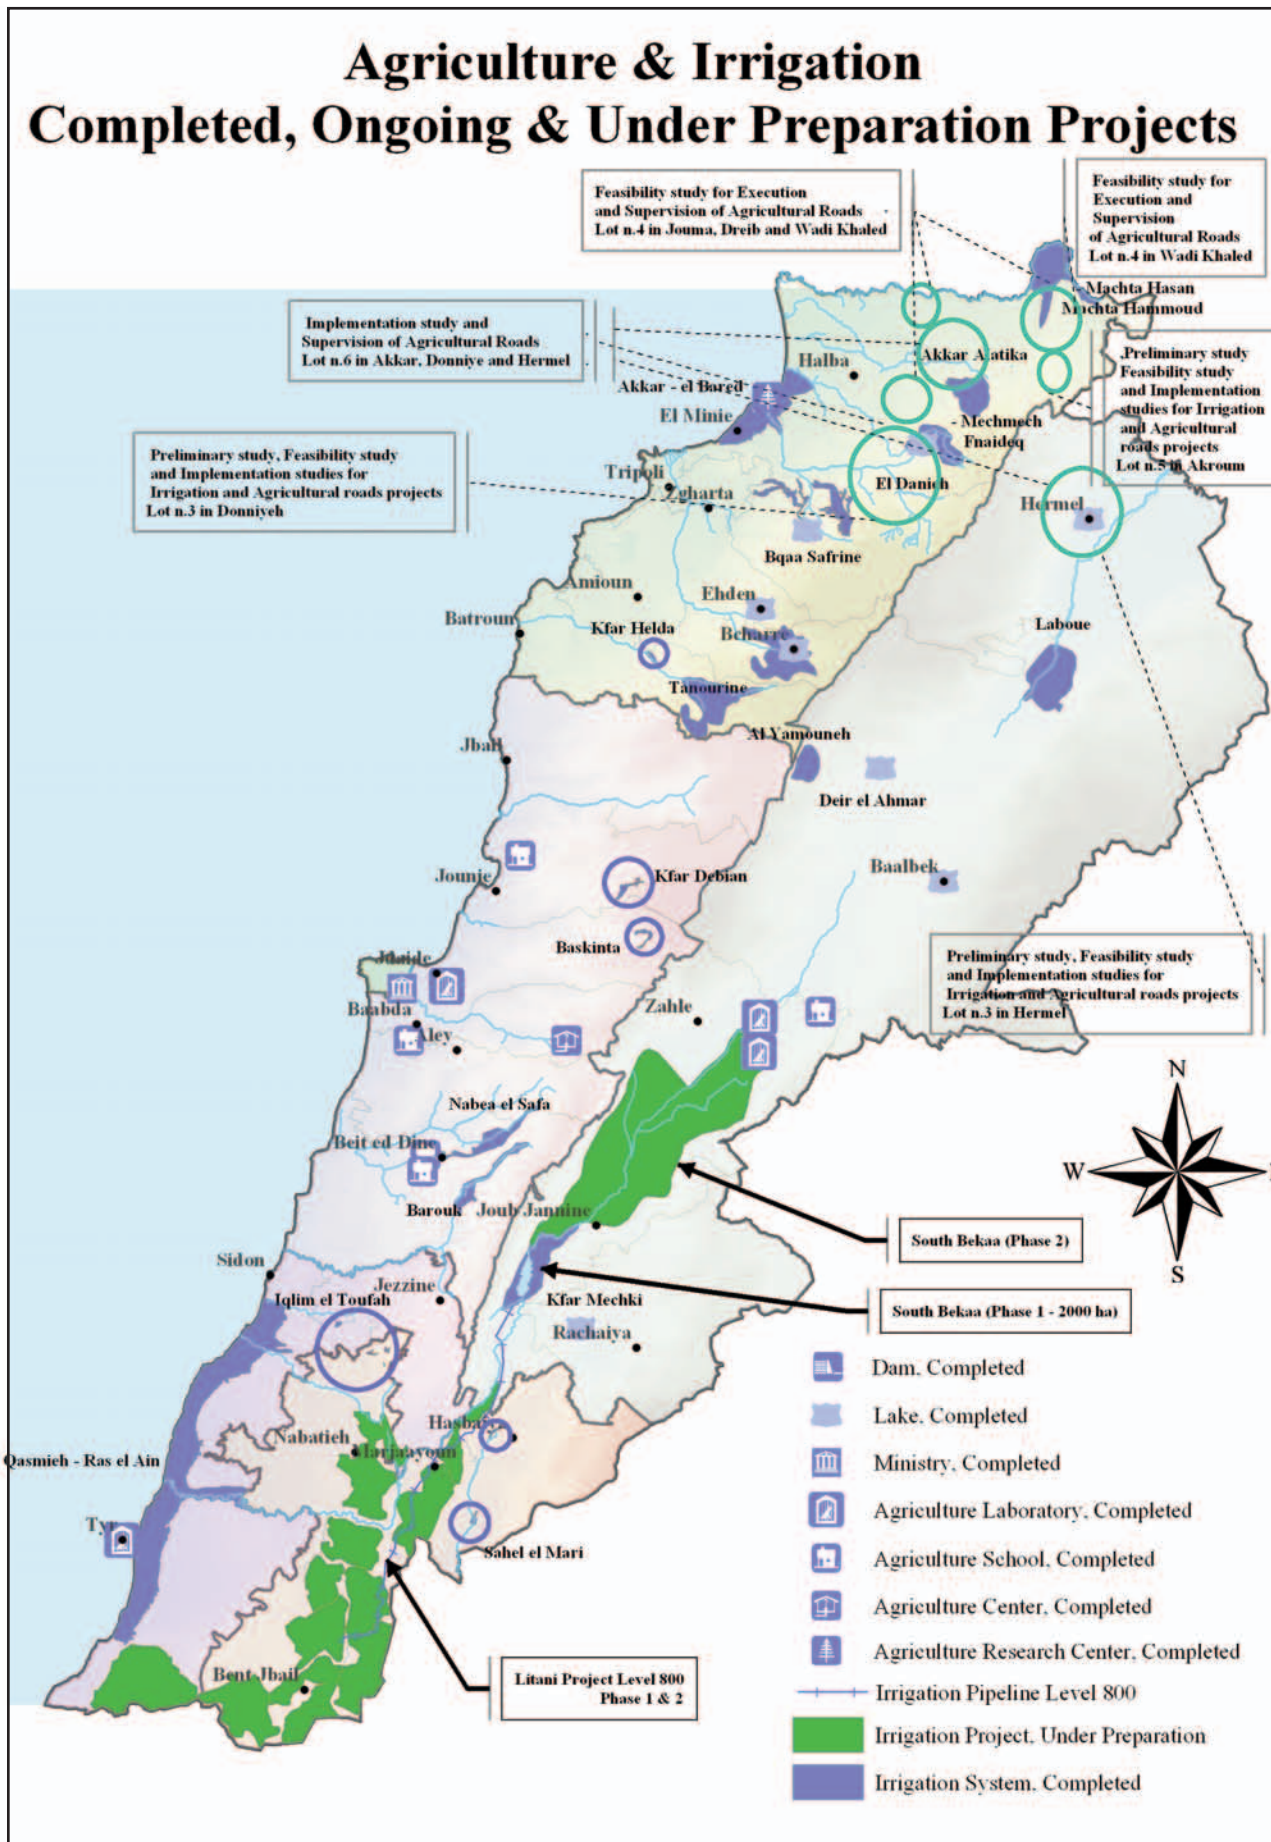 Agriculture & Irrigation
Completed, Ongoing & Under Preparation Projects
Feasibility study for Execution
and Supervision of Agricultural Roads
Lot n.4 in Jouma, Dreib and Wadi Khaled
Feasibility study for
Execution and
Supervision
of Agricultural Roads
Lot n.4 in Wadi Khaled
Machta Hasan
Machta Hammoud
Implementation study and
Supervision of Agricultural Roads
Lot n.6 in Akkar, Donniye and Hermel
Preliminary study
Feasibility study
and Implementation
studies for Irrigation
and Agricultural
roads projects
Lot n.5 in Akroum
Akkar Alatika
Halba
Akkar - el Bared
El Minie
Mechmech
Fnaideq
Preliminary study, Feasibility study
and Implementation studies for
Irrigation and Agricultural roads projects
Lot n.3 in Donniyeh
Tripoli
Zgharta
El Danieh
Hermel
Bqaa Safrine
Amioun
Ehden
Batroun
Kfar Helda
Bcharre
Laboue
Tanourine
Al Yamouneh
Jbail
Deir el Ahmar
Jounie
Kfar Debian
Baalbek
Baskinta
Preliminary study, Feasibility study
and Implementation studies for
Irrigation and Agricultural roads projects
Lot n.3 in Hermel
Jdaide
Baabda
Aley
Zahle
N
Nabea el Safa
Beit ed Dine
W
Barouk
Joub Jannine
South Bekaa (Phase 2)
Sidon
S
Jezzine
Iqlim el Toufah
Kfar Mechki
South Bekaa (Phase 1 - 2000 ha)
Rachaiya
Dam, Completed
Lake, Completed
Nabatieh
Marjaayoun
Qasmieh - Ras el Ain
Ministry, Completed
Agriculture Laboratory, Completed
Sahel el Mari
Agriculture School, Completed
Agriculture Center, Completed
Agriculture Research Center, Completed
Bent Jbail
Litani Project Level 800
Phase 1 & 2
Irrigation Pipeline Level 800
Irrigation Project, Under Preparation
Irrigation System, Completed